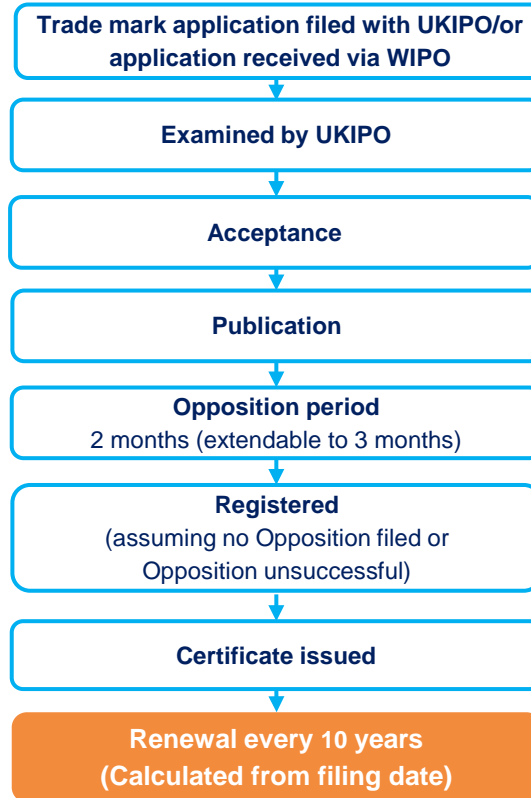 Trade mark application filed with UKIPO/or
application received via WIPO
Examined by UKIPO
Acceptance
Publication
Opposition period
2 months (extendable to 3 months)
Registered
(assuming no Opposition filed or
Opposition unsuccessful)
Certificate issued
Renewal every 10 years
(Calculated from filing date)